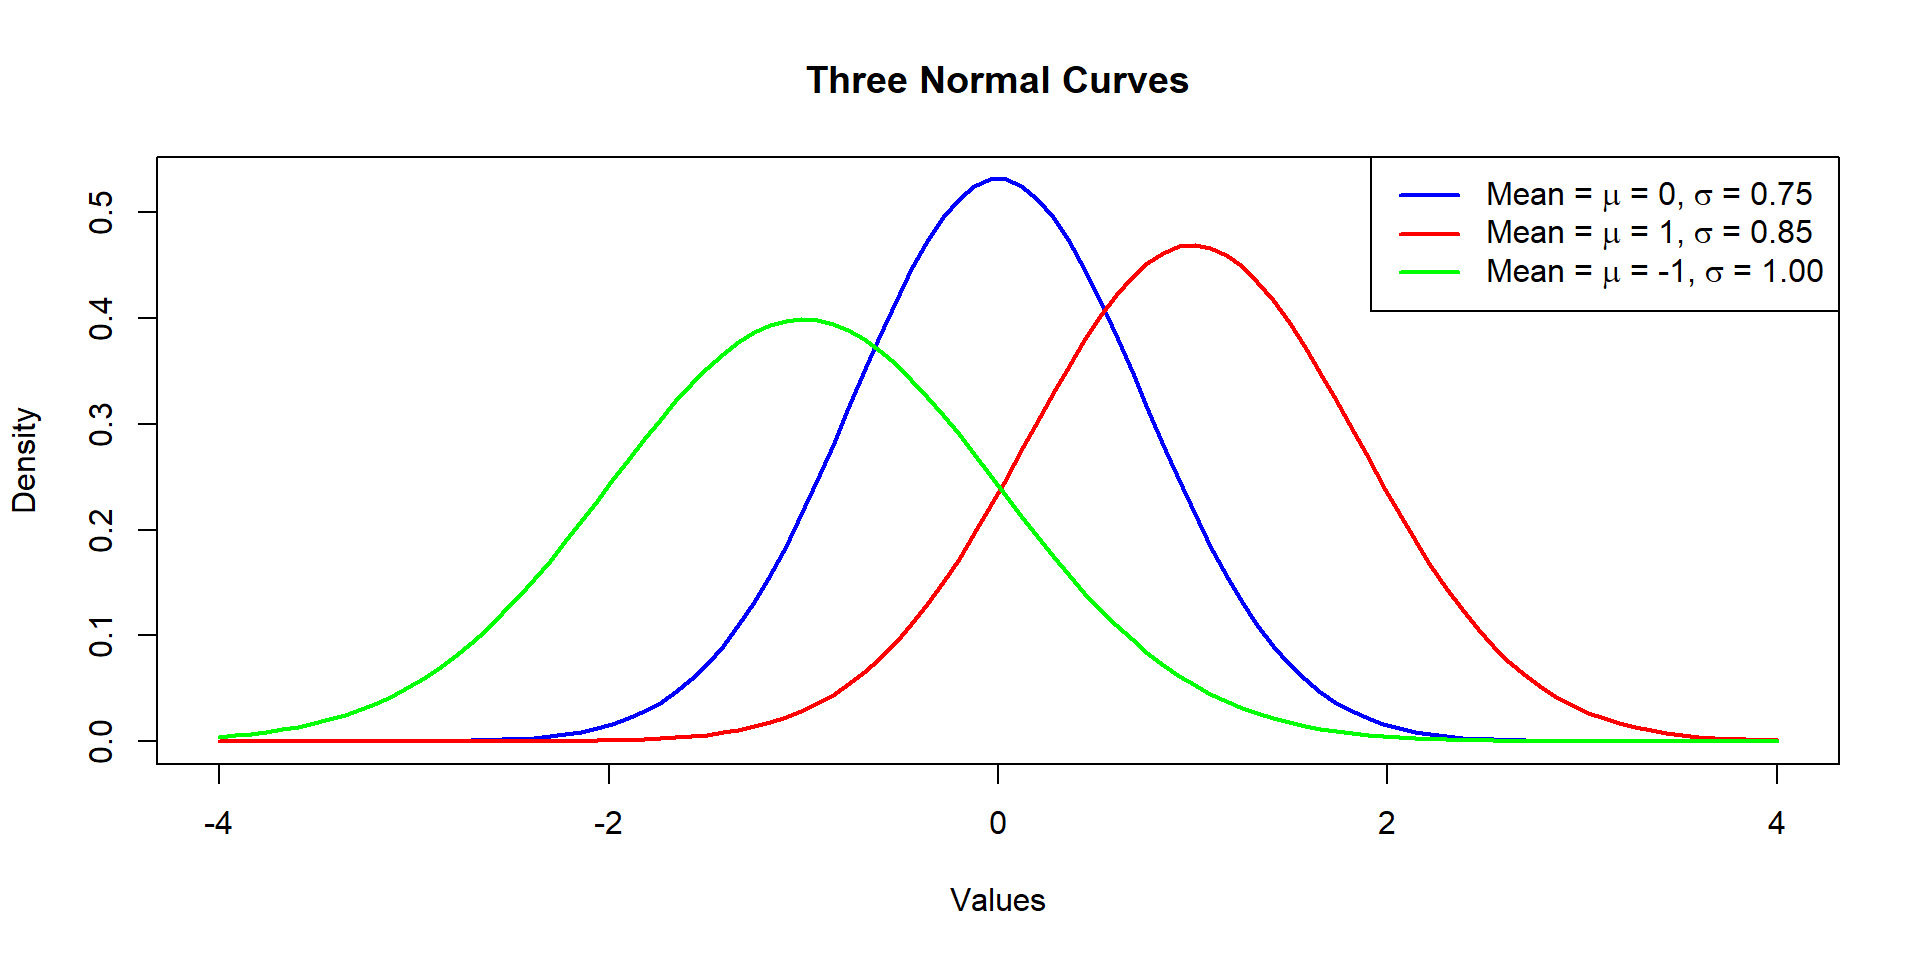 Three Normal Curves
Mean = μ = 0, σ = 0.75
Mean = μ = 1, σ = 0.85
Mean = μ = -1, σ = 1.00
Density
0.5
0.4
0.3
0.2
0.1
0.0
-4 -2 0 2 4
Values